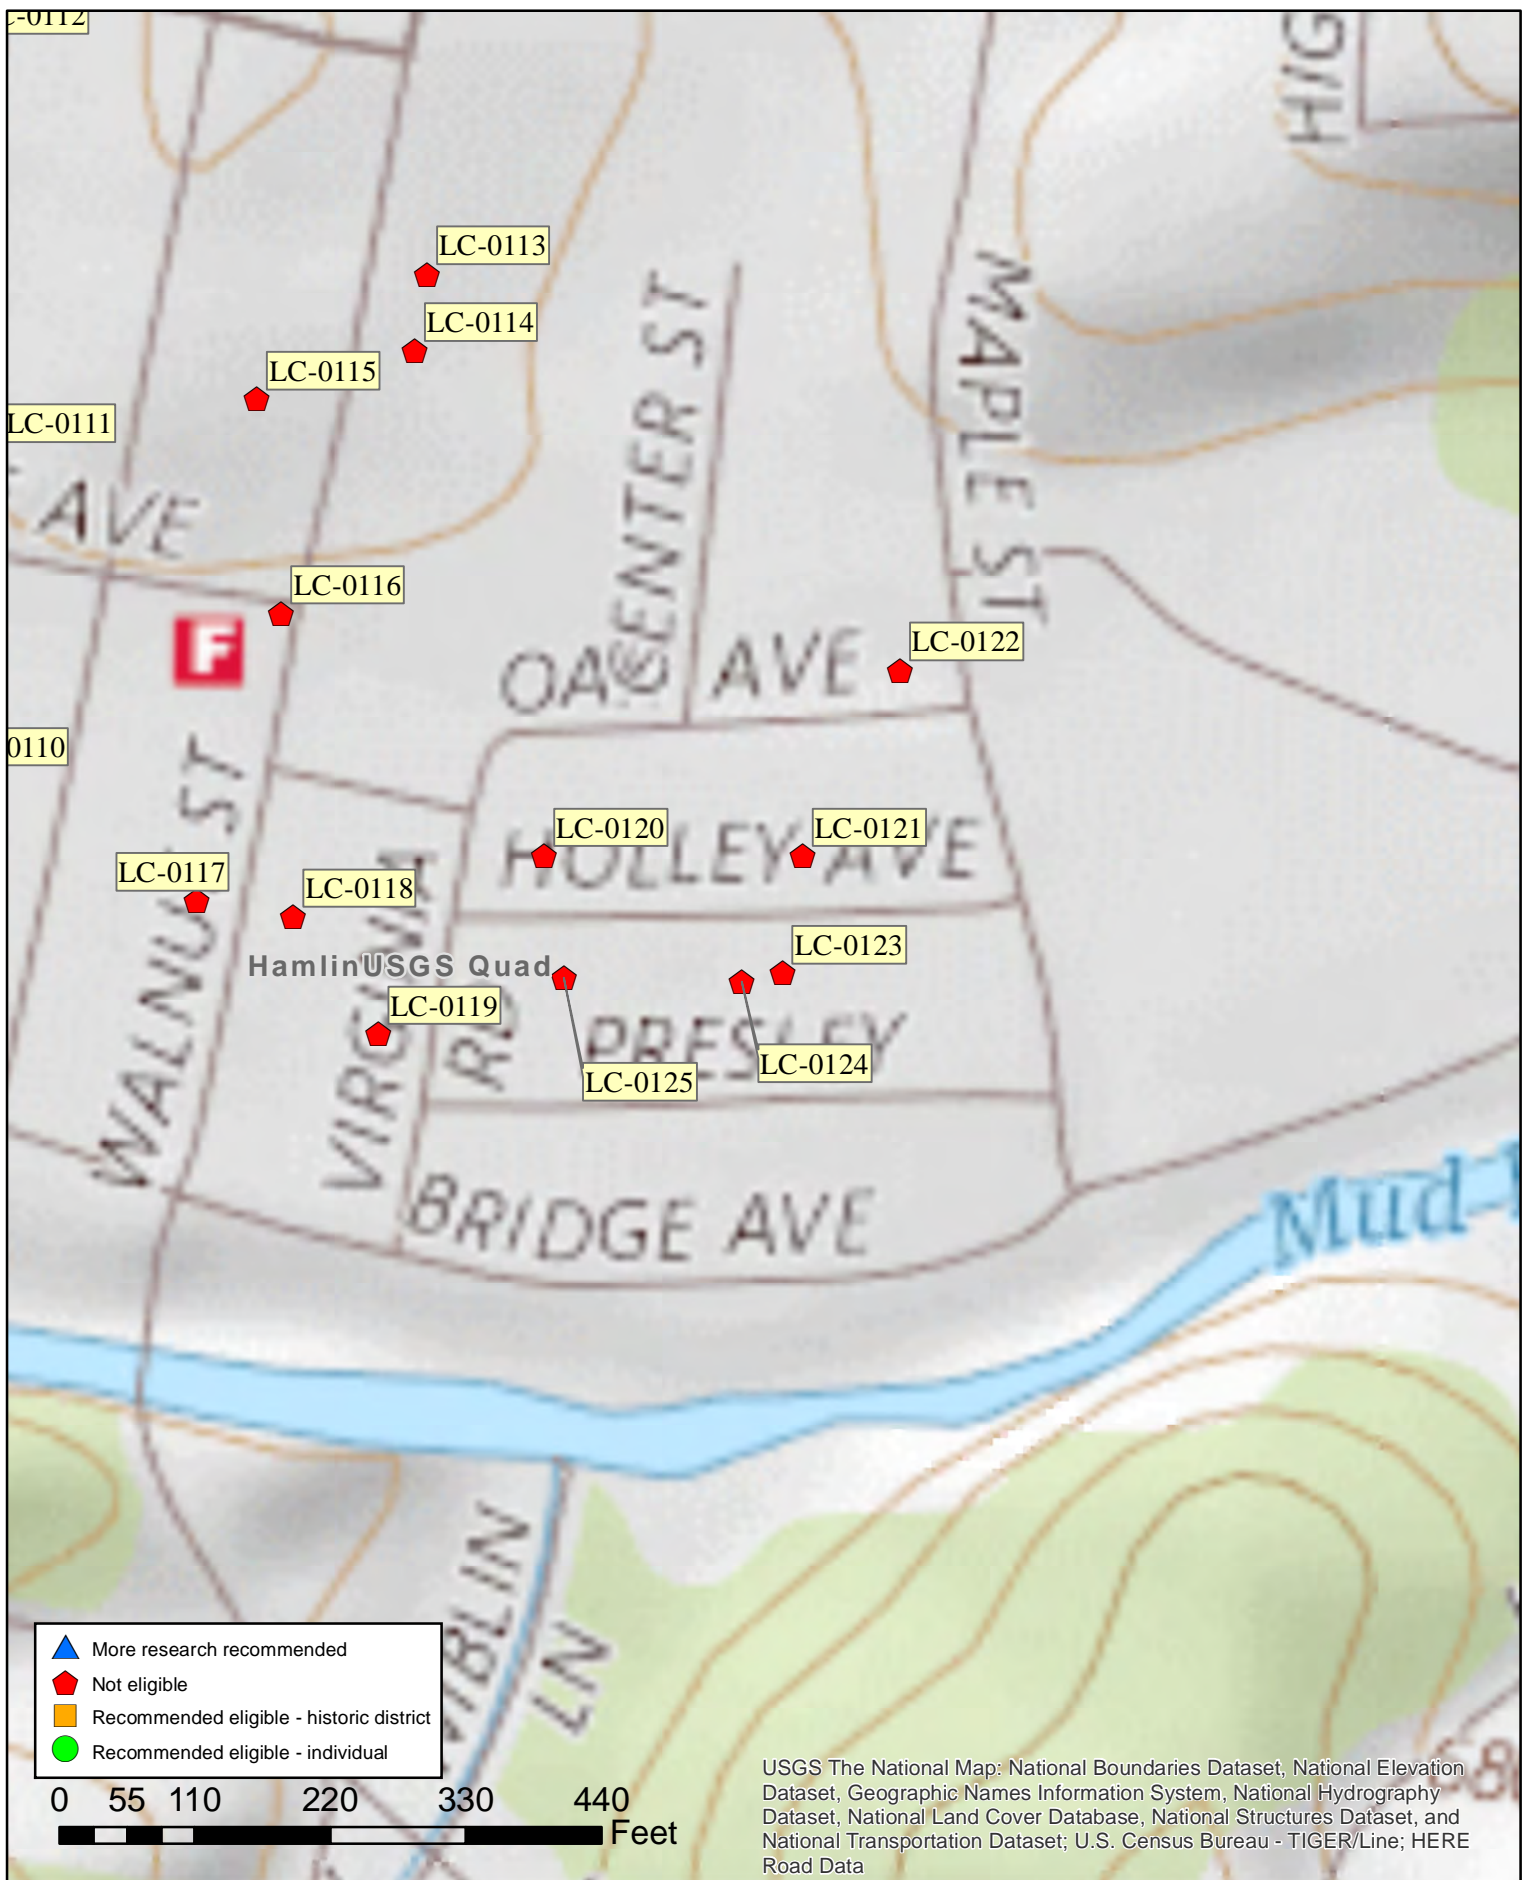 C-0112
HIG
LC-0113
LC-0114
LC-0115
LC-0111
AVE
CENTER ST
MAPLE ST
LC-0116
F
OA AVE
LC-0122
0110
WALNUT ST
LC-0120
LC-0121
HOLLEY AVE
LC-0117
LC-0118
LC-0123
HamlinUSGS Quad
LC-0119
VIRGINIA
RD
PRESLEY
LC-0124
LC-0125
BRIDGE AVE
Mud
LN
More research recommended
Not eligible
Recommended eligible - historic district
Recommended eligible - individual
0 55 110 220 330 440
Feet
USGS The National Map: National Boundaries Dataset, National Elevation
Dataset, Geographic Names Information System, National Hydrography
Dataset, National Land Cover Database, National Structures Dataset, and
National Transportation Dataset; U.S. Census Bureau - TIGER/Line; HERE
Road Data